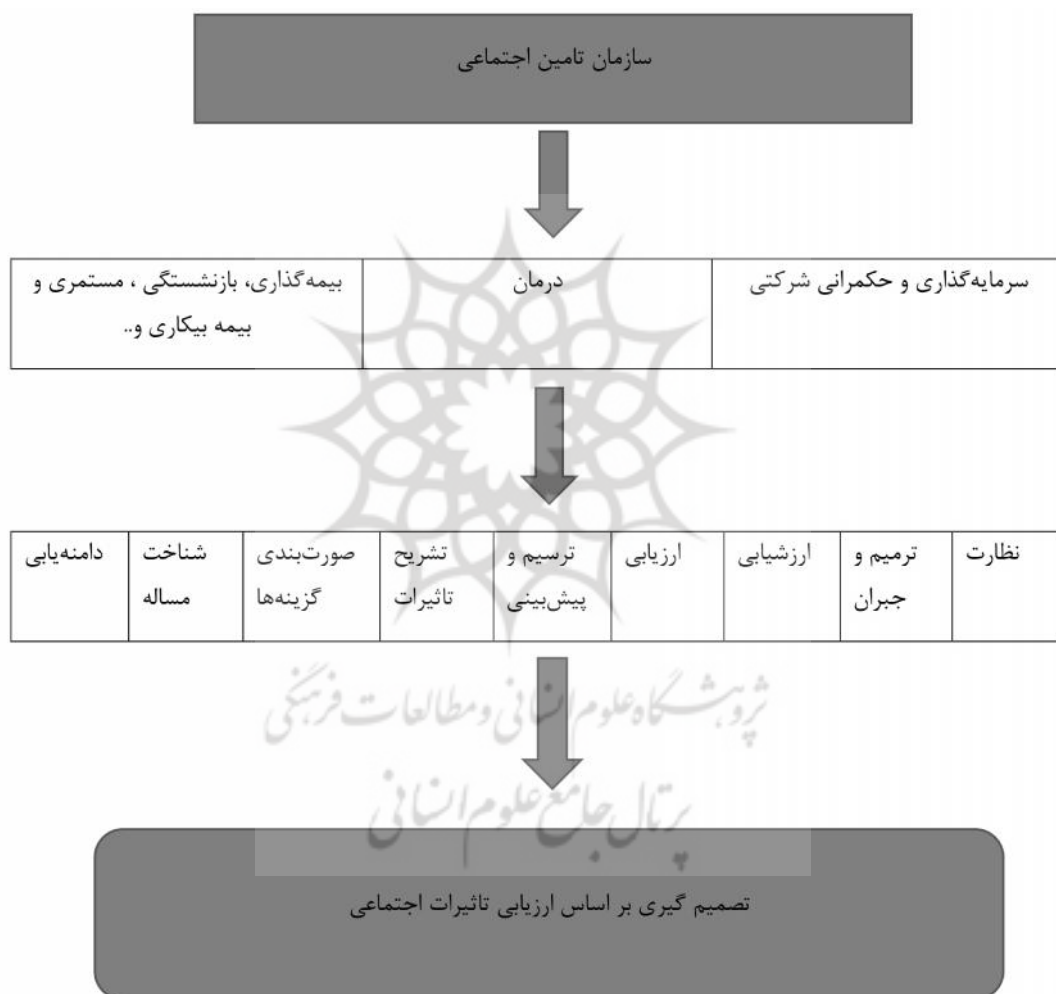 سازمان تامین اجتماعی
سرمایه‌گذاری و حکمرانی شرکتی
درمان
بیمه‌گذاری، بازنشستگی ، مستمری و
بیمه بیکاری و..
نظارت
ترمیم و
جبران
ارزشیابی
ارزیابی
ترسیم و
پیش‌بینی
تشریح
تاثیرات
صورت‌بندی
گزینه‌ها
شناخت
مساله
دامنه‌یابی
پژوهشگاه علوم انسانی و مطالعات فرهنگی
پرتال جامع علوم انسانی
تصمیم گیری بر اساس ارزیابی تاثیرات اجتماعی